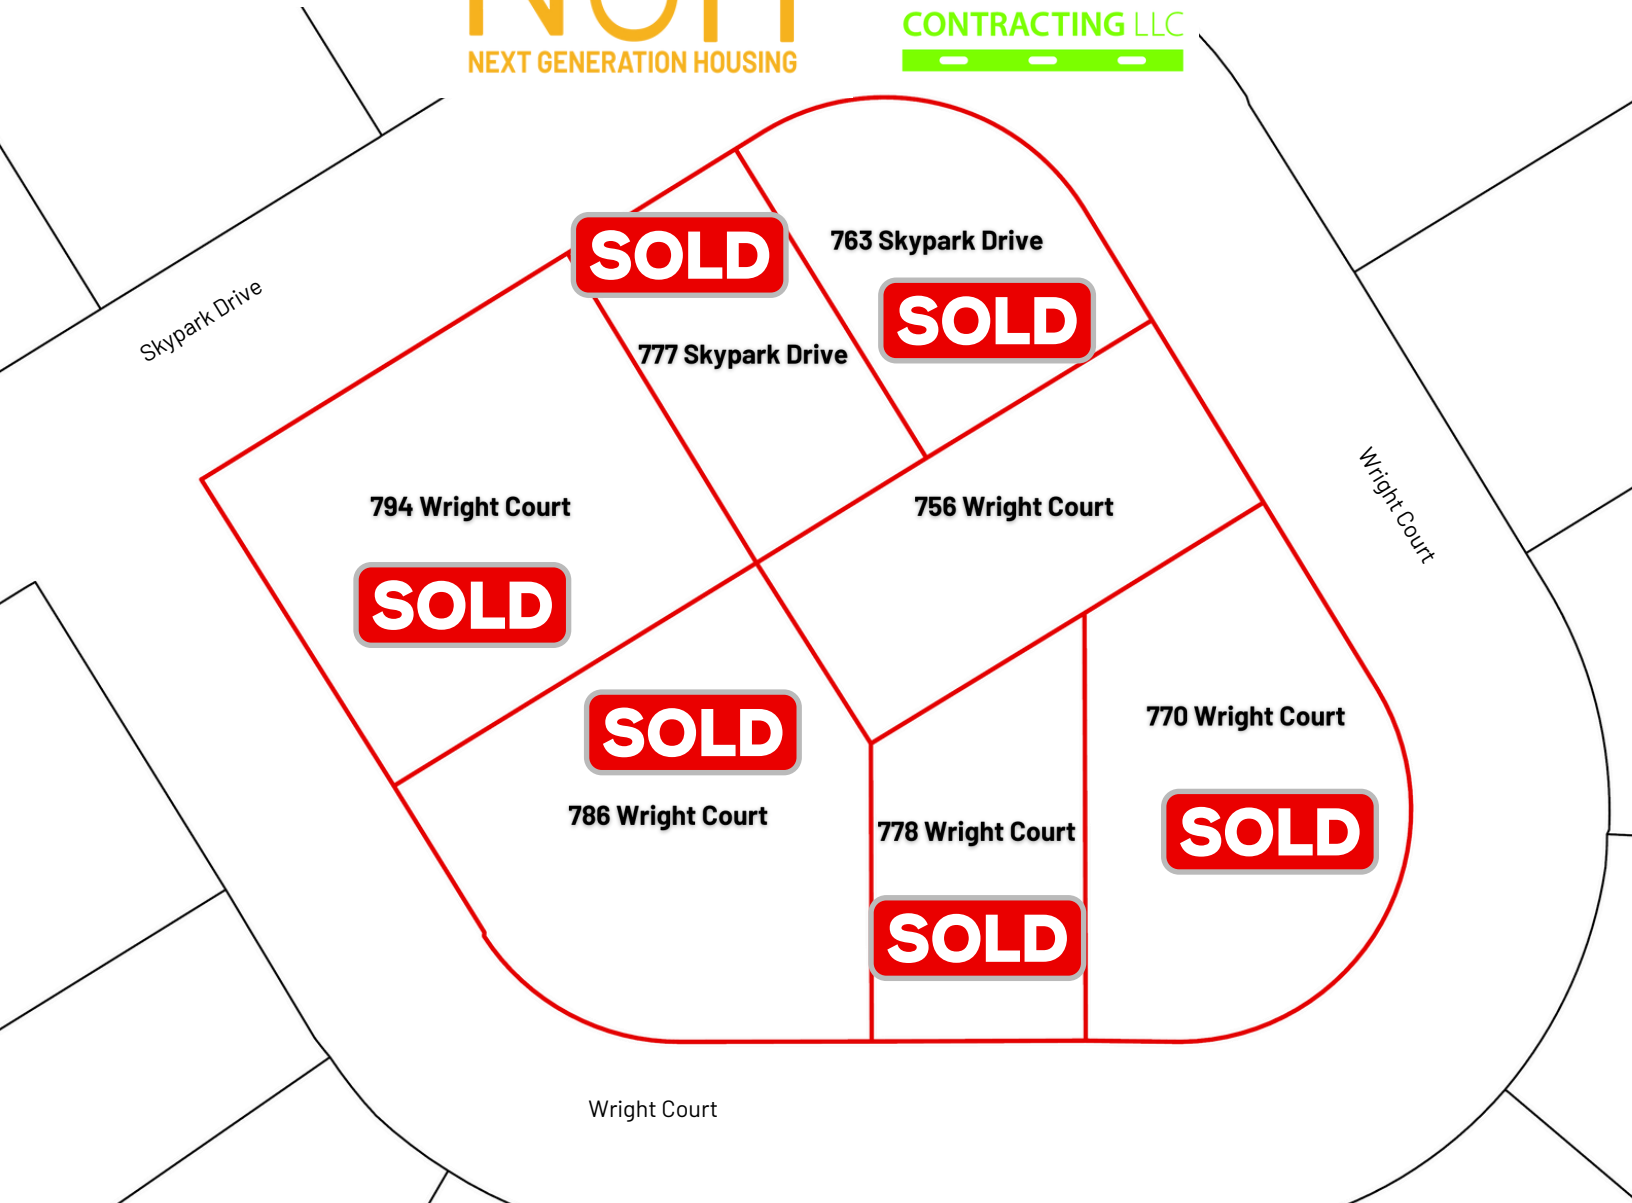 NEXT GENERATION HOUSING
CONTRACTING LLC
Skypark Drive
SOLD
763 Skypark Drive
SOLD
777 Skypark Drive
794 Wright Court
SOLD
756 Wright Court
Wright Court
SOLD
786 Wright Court
770 Wright Court
SOLD
778 Wright Court
SOLD
Wright Court